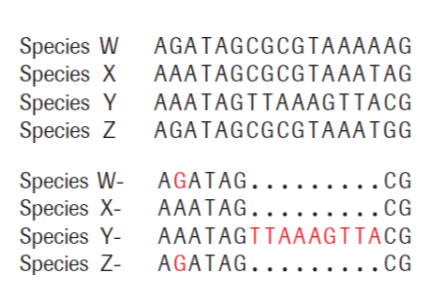 Species W AGATAGCGCGTAAAAAG
Species X AAATAGCGCGTAAATAG
Species Y AAATAGTTAAAGTTACG
Species Z AGATAGCGCGTAAATGG
Species W- AGATAG.........CG
Species X- AAATAG.........CG
Species Y- AAATAGTTAAAGTTACG
Species Z- AGATAG.........CG